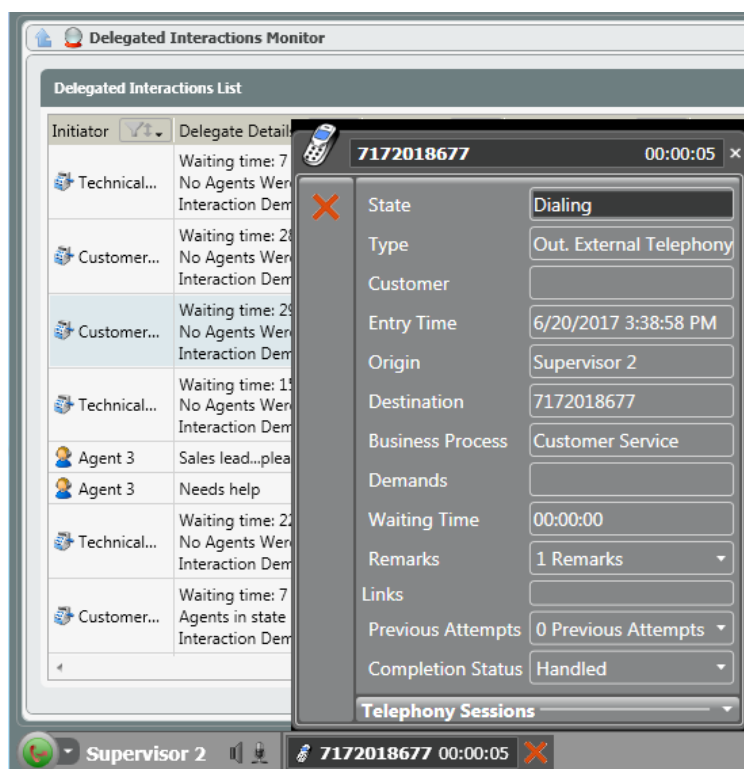 Delegated Interactions Monitor
Delegated Interactions List
Initiator
Delegate Details
Technical...
Waiting time: 7
No Agents Were
Interaction Dem
Customer...
Waiting time: 28
No Agents Were
Interaction Dem
Customer...
Waiting time: 29
No Agents Were
Interaction Dem
Technical...
Waiting time: 15
No Agents Were
Interaction Dem
Agent 3
Sales lead...plea
Agent 3
Needs help
Technical...
Waiting time: 22
No Agents Were
Interaction Dem
Customer...
Waiting time: 7
Agents in state
Interaction Dem
7172018677 00:00:05
State Dialing
Type Out. External Telephony
Customer
Entry Time 6/20/2017 3:38:58 PM
Origin Supervisor 2
Destination 7172018677
Business Process Customer Service
Demands
Waiting Time 00:00:00
Remarks 1 Remarks
Links
Previous Attempts 0 Previous Attempts
Completion Status Handled
Telephony Sessions
Supervisor 2
7172018677 00:00:05